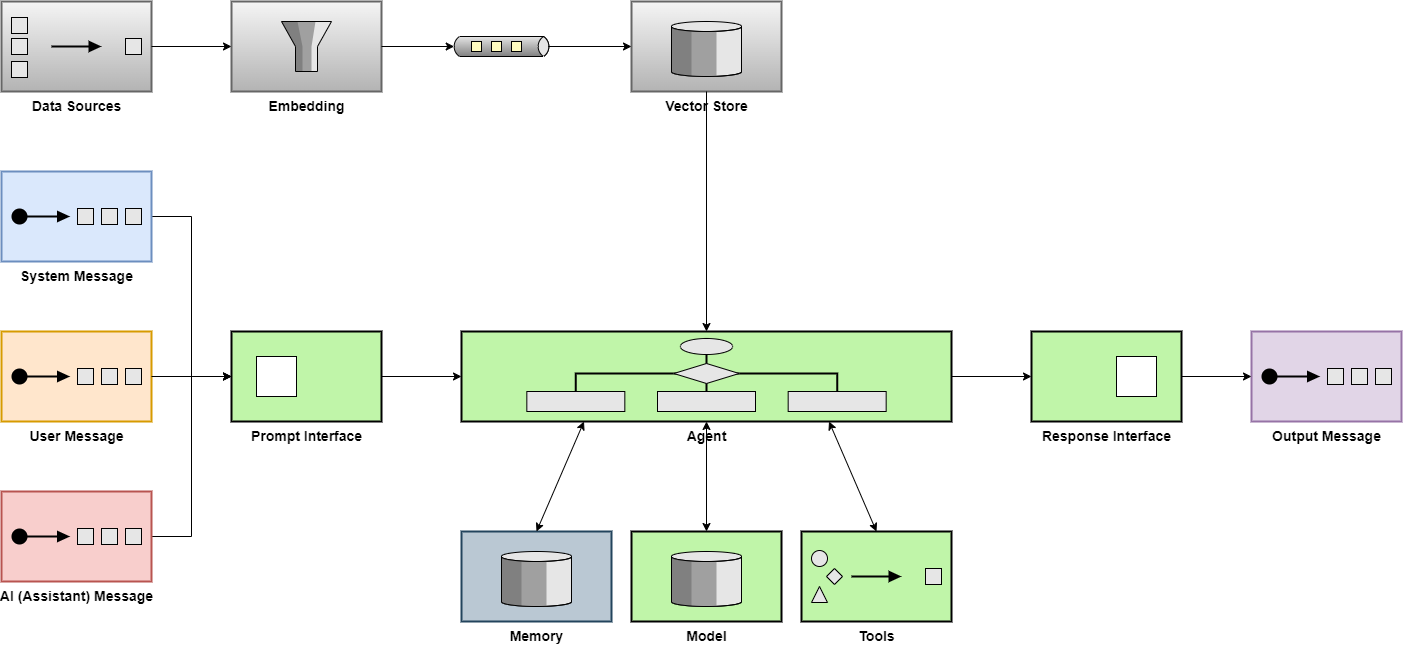 Data Sources
Embedding
Vector Store
System Message
User Message
Prompt Interface
Agent
Response Interface
Output Message
AI (Assistant) Message
Memory
Model
Tools